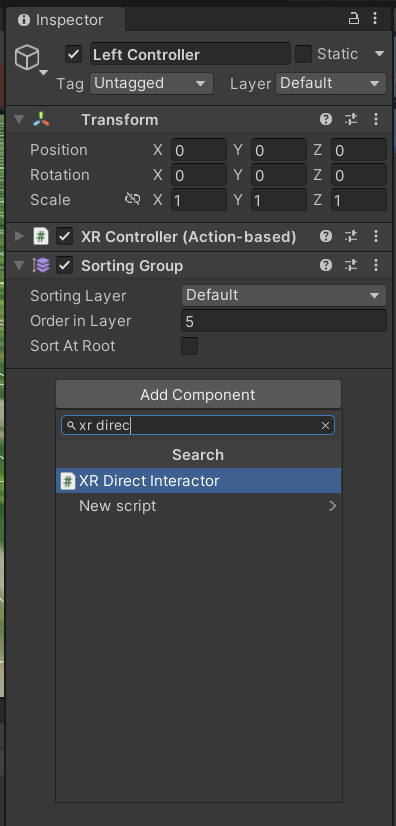 Inspector
Left Controller Static
Tag Untagged Layer Default
Transform
Position X 0 Y 0 Z 0
Rotation X 0 Y 0 Z 0
Scale X 1 Y 1 Z 1
XR Controller (Action-based)
Sorting Group
Sorting Layer Default
Order in Layer 5
Sort At Root
Add Component
xr direc
Search
XR Direct Interactor
New script